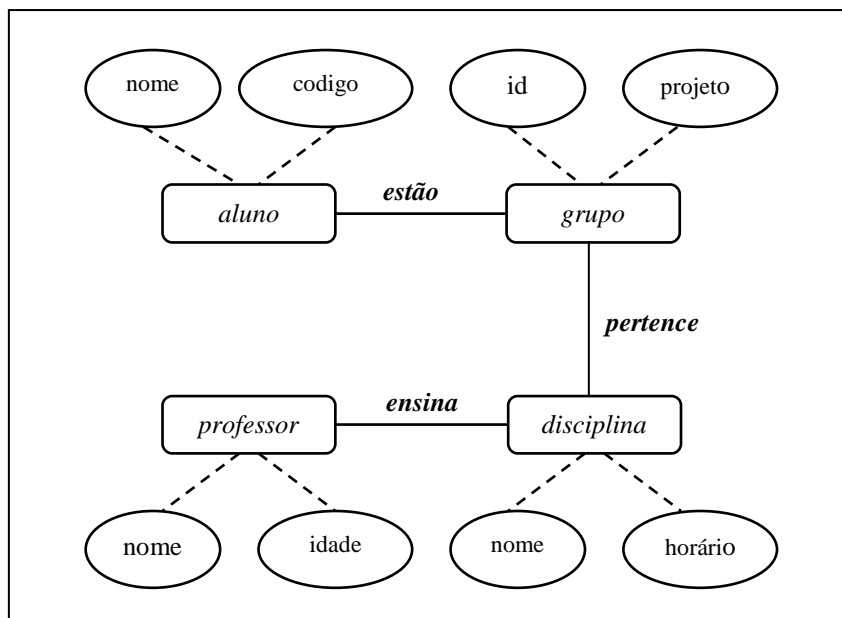 nome
codigo
id
projeto
estão
aluno
grupo
pertence
ensina
professor
disciplina
nome
idade
nome
horário